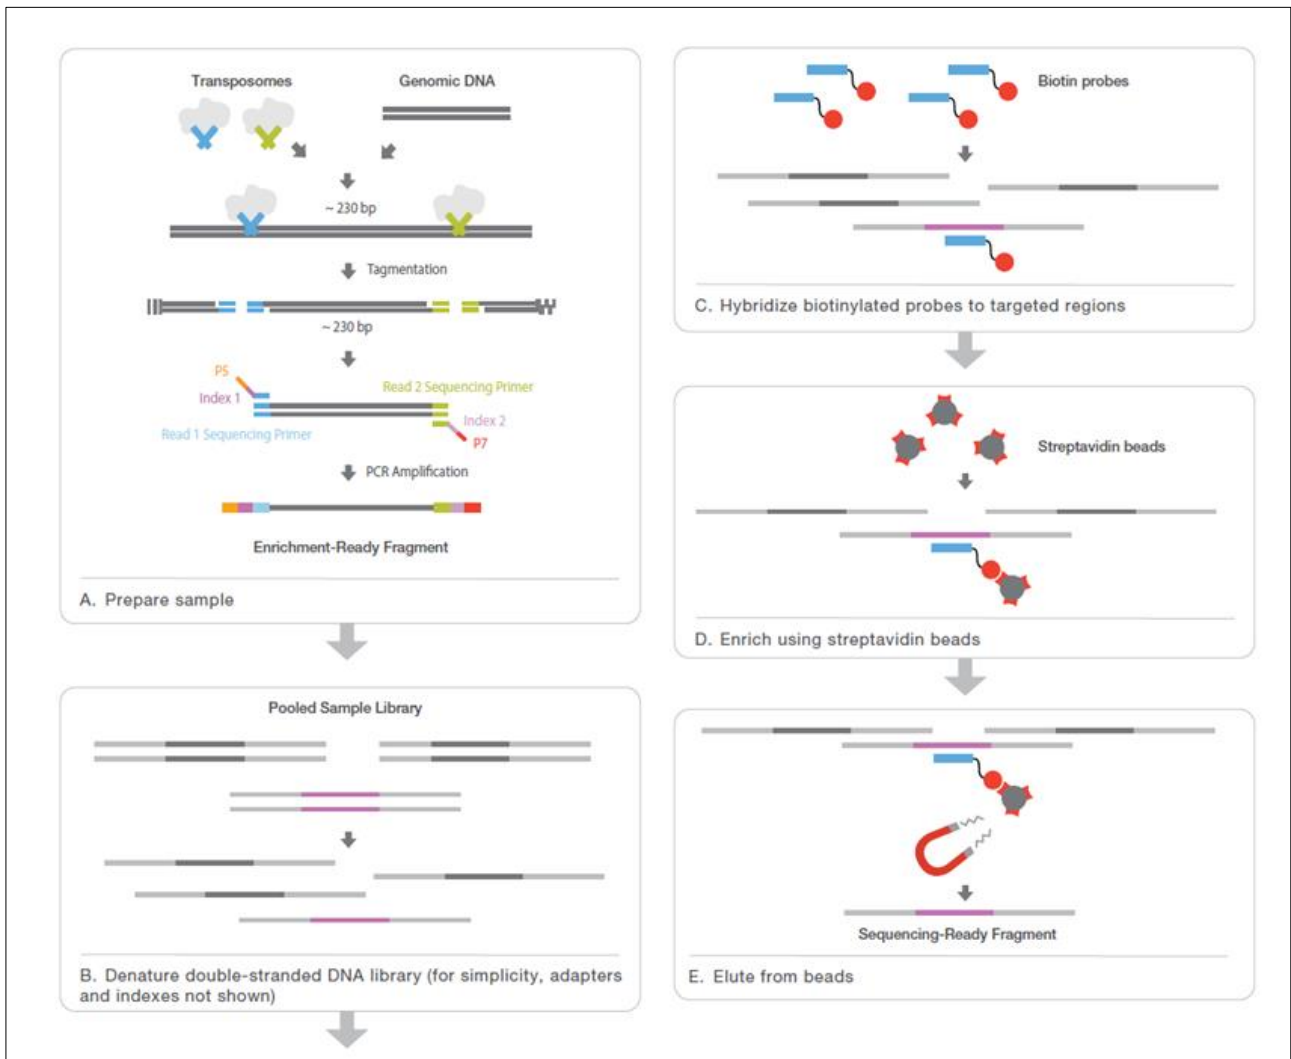 Transposomes
Genomic DNA
~ 230 bp
Tagmentation
~ 230 bp
P5
Read 2 Sequencing Primer
Index 1
Index 2
Read 1 Sequencing Primer
P7
PCR Amplification
Enrichment-Ready Fragment
A. Prepare sample
Pooled Sample Library
B. Denature double-stranded DNA library (for simplicity, adapters
and indexes not shown)
Biotin probes
C. Hybridize biotinylated probes to targeted regions
Streptavidin beads
D. Enrich using streptavidin beads
Sequencing-Ready Fragment
E. Elute from beads